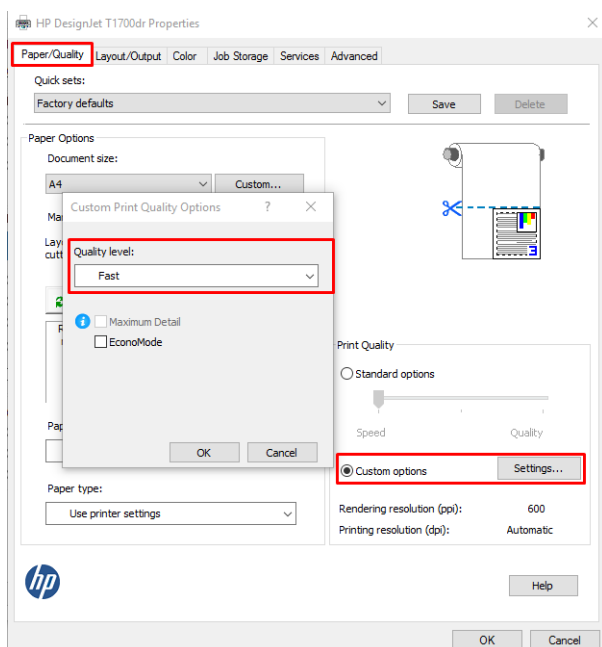 HP DesignJet T1700dr Properties
Paper/Quality Layout/Output Color Job Storage Services Advanced
Quick sets:
Factory defaults
Save Delete
Paper Options
Document size:
A4
Custom...
Custom Print Quality Options ? ×
Quality level:
Fast
Maximum Detail
EconoMode
OK Cancel
Print Quality
Standard options
Speed Quality
Custom options Settings...
Paper type:
Use printer settings
Rendering resolution (ppi): 600
Printing resolution (dpi): Automatic
hp
Help
OK Cancel